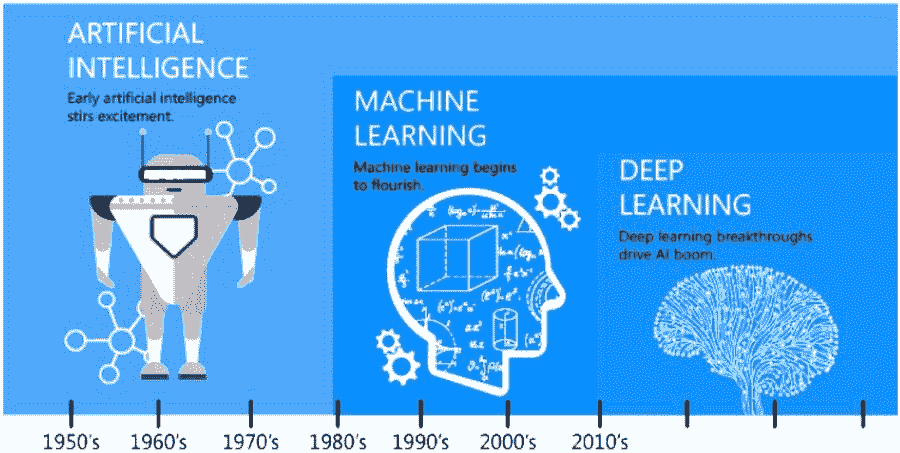 ARTIFICIAL
INTELLIGENCE
Early artificial intelligence
stirs excitement.
MACHINE
LEARNING
Machine learning begins
to flourish.
DEEP
LEARNING
Deep learning breakthroughs
drive AI boom.
1950's 1960's 1970's 1980's 1990's 2000's 2010's